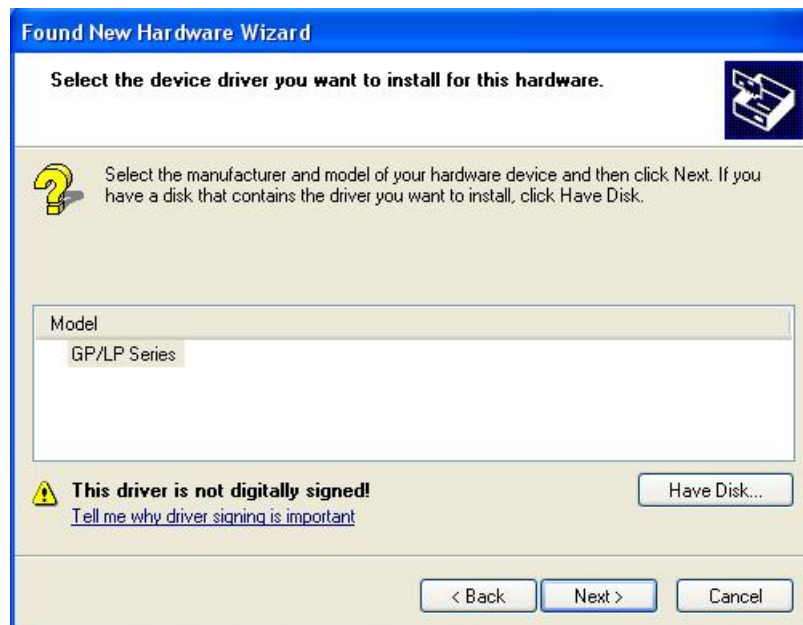 Found New Hardware Wizard
Select the device driver you want to install for this hardware.
Select the manufacturer and model of your hardware device and then click Next. If you
have a disk that contains the driver you want to install, click Have Disk.
Model
GP/LP Series
This driver is not digitally signed!
Have Disk...
Tell me why driver signing is important
< Back
Next >
Cancel